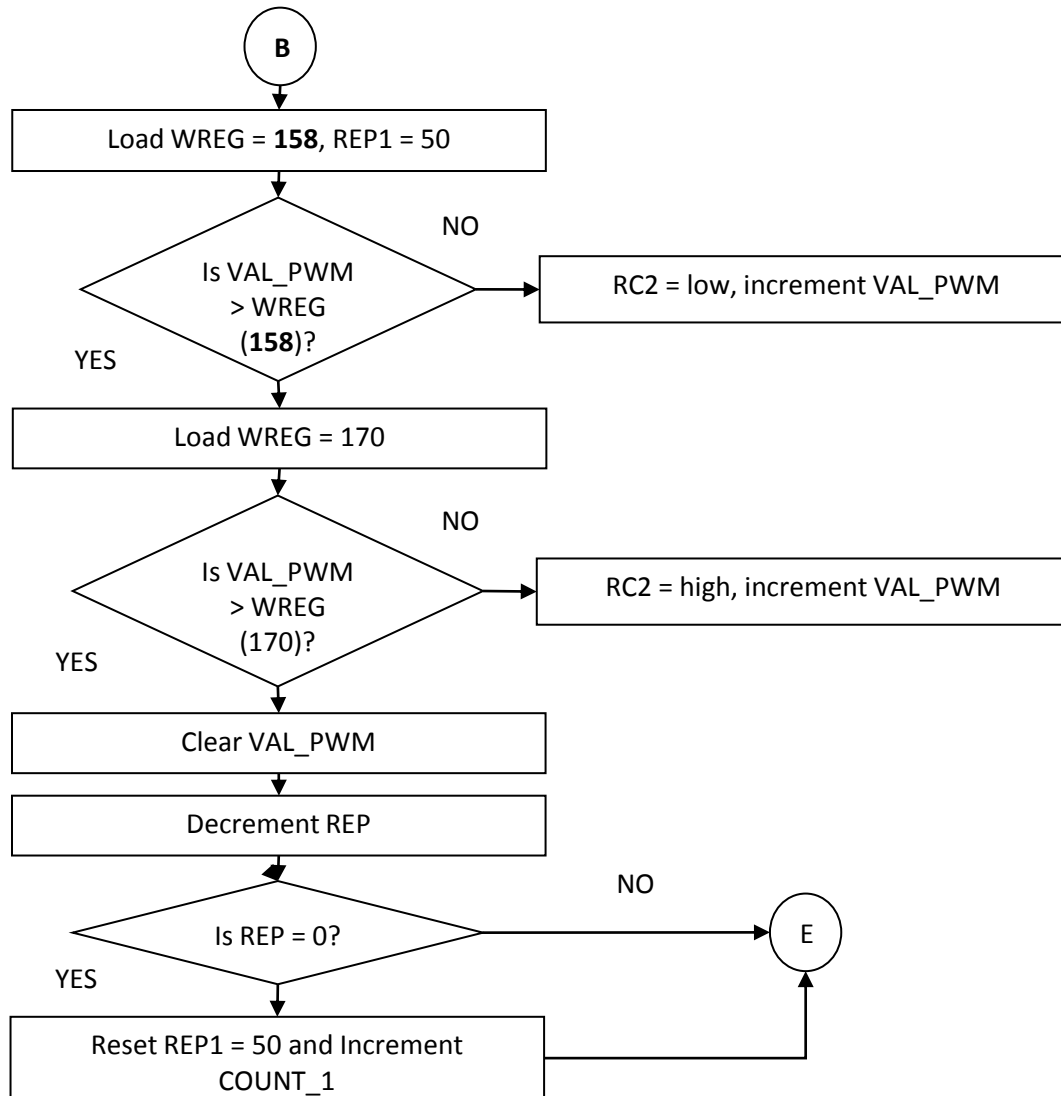 B
Load WREG = 158, REP1 = 50
NO
Is VAL_PWM
> WREG
(158)?
RC2 = low, increment VAL_PWM
YES
Load WREG = 170
NO
Is VAL_PWM
> WREG
(170)?
RC2 = high, increment VAL_PWM
YES
Clear VAL_PWM
Decrement REP
NO
Is REP = 0?
E
YES
Reset REP1 = 50 and Increment
COUNT_1